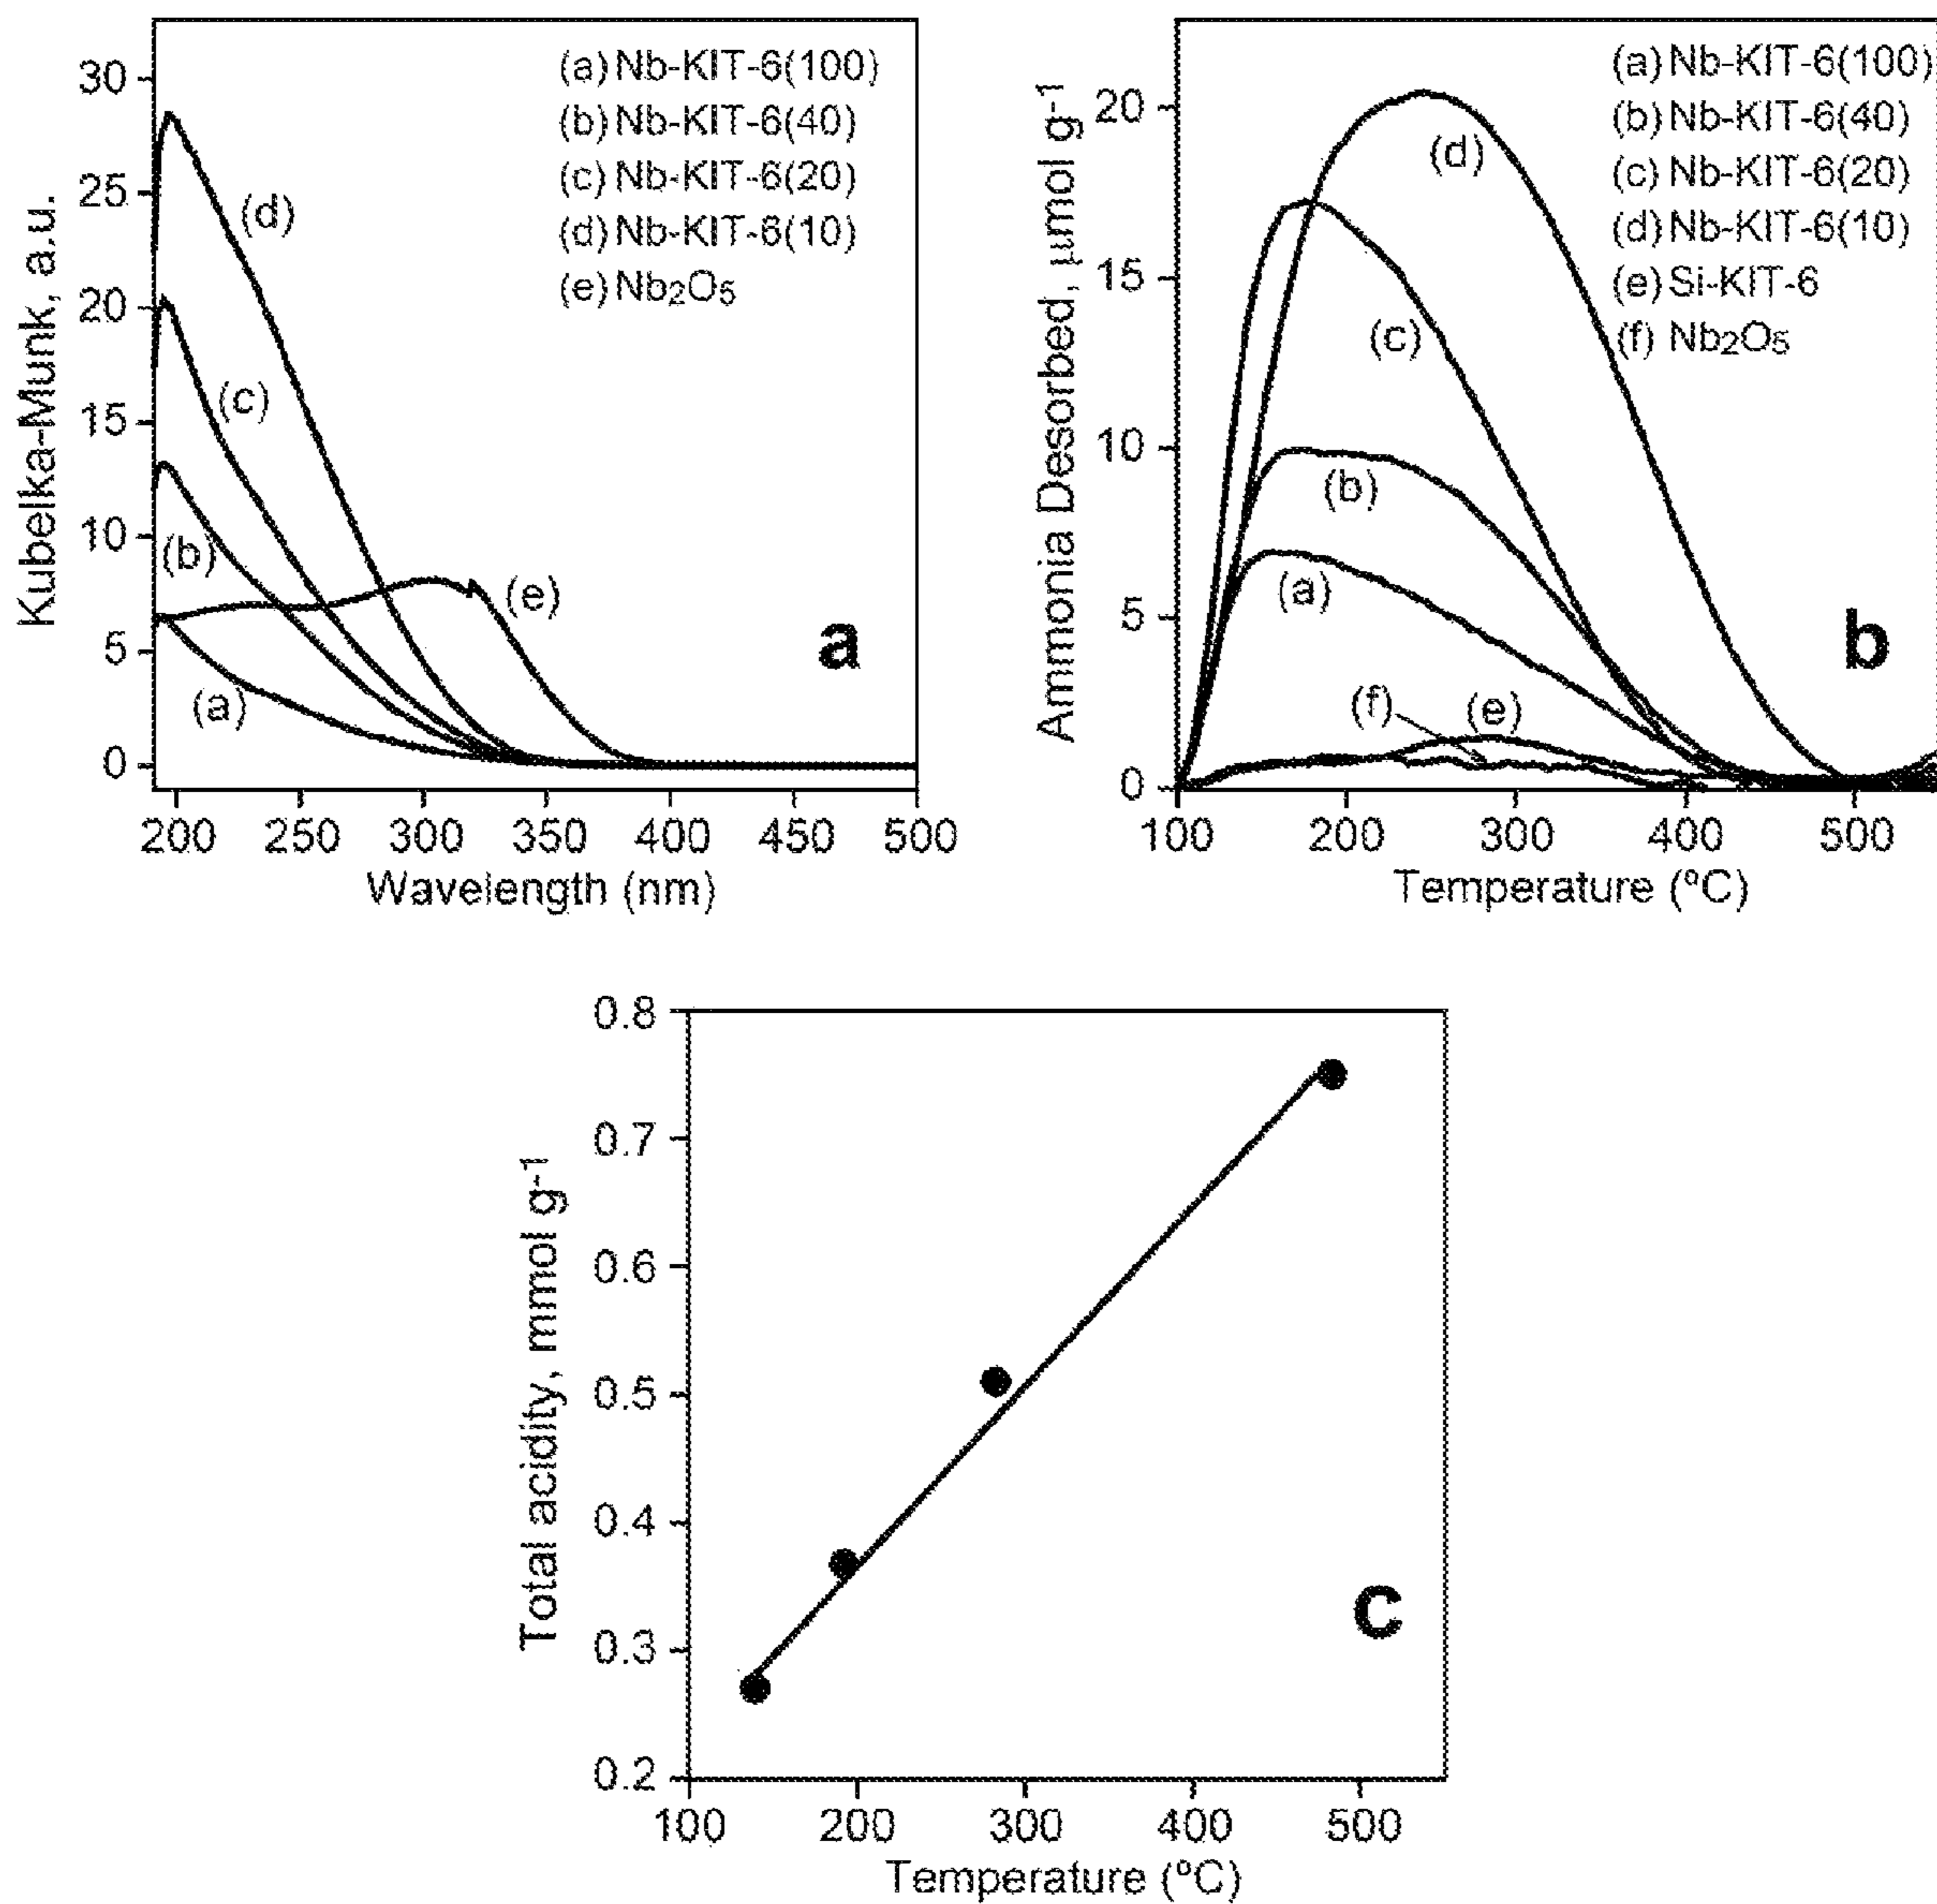 Kubelka-Munk, a.u.
30
25
20
15
10
5
0
(a) Nb-KIT-6(100)
(b) Nb-KIT-6(40)
(c) Nb-KIT-6(20)
(d) Nb-KIT-6(10)
(e) Nb₂O₅
(d)
(c)
(b)
(e)
(a)
a
200 250 300 350 400 450 500
Wavelength (nm)
Ammonia Desorbed, μmol g⁻¹
20
15
10
5
0
(a) Nb-KIT-6(100)
(b) Nb-KIT-6(40)
(c) Nb-KIT-6(20)
(d) Nb-KIT-6(10)
(e) Si-KIT-6
(f) Nb₂O₅
(d)
(c)
(b)
(a)
(f)
(e)
b
100 200 300 400 500
Temperature (ºC)
Total acidity, mmol g⁻¹
0.8
0.7
0.6
0.5
0.4
0.3
0.2
c
100 200 300 400 500
Temperature (ºC)